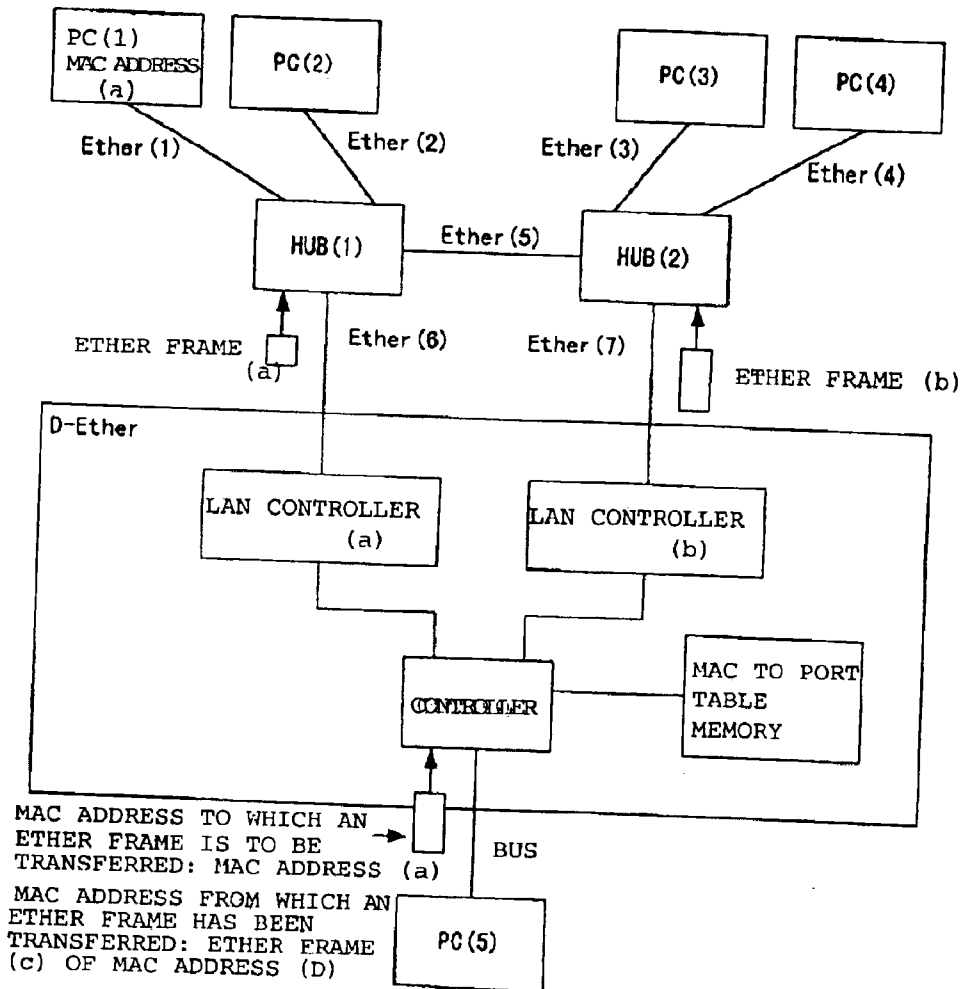 PC(1)
MAC ADDRESS
(a)
PC(2)
PC(3)
PC(4)
Ether(1)
Ether(2)
Ether(3)
Ether(4)
HUB(1)
Ether(5)
HUB(2)
ETHER FRAME
(a)
Ether(6)
Ether(7)
ETHER FRAME (b)
D-Ether
LAN CONTROLLER
(a)
LAN CONTROLLER
(b)
CONTROLLER
MAC TO PORT
TABLE
MEMORY
MAC ADDRESS TO WHICH AN
ETHER FRAME IS TO BE
TRANSFERRED: MAC ADDRESS (a)
BUS
MAC ADDRESS FROM WHICH AN
ETHER FRAME HAS BEEN
TRANSFERRED: ETHER FRAME
(c) OF MAC ADDRESS (D)
PC(5)